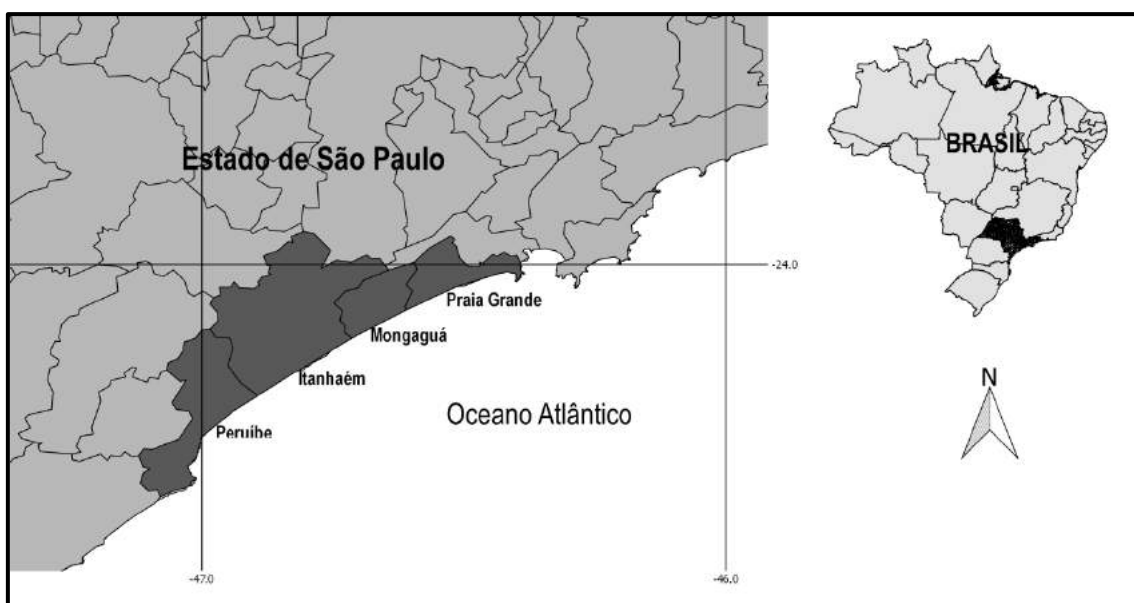 Estado de São Paulo
BRASIL
-24.0
Praia Grande
Mongaguá
Itanhaém
Peruíbe
Oceano Atlântico
N
-47.0
-46.0